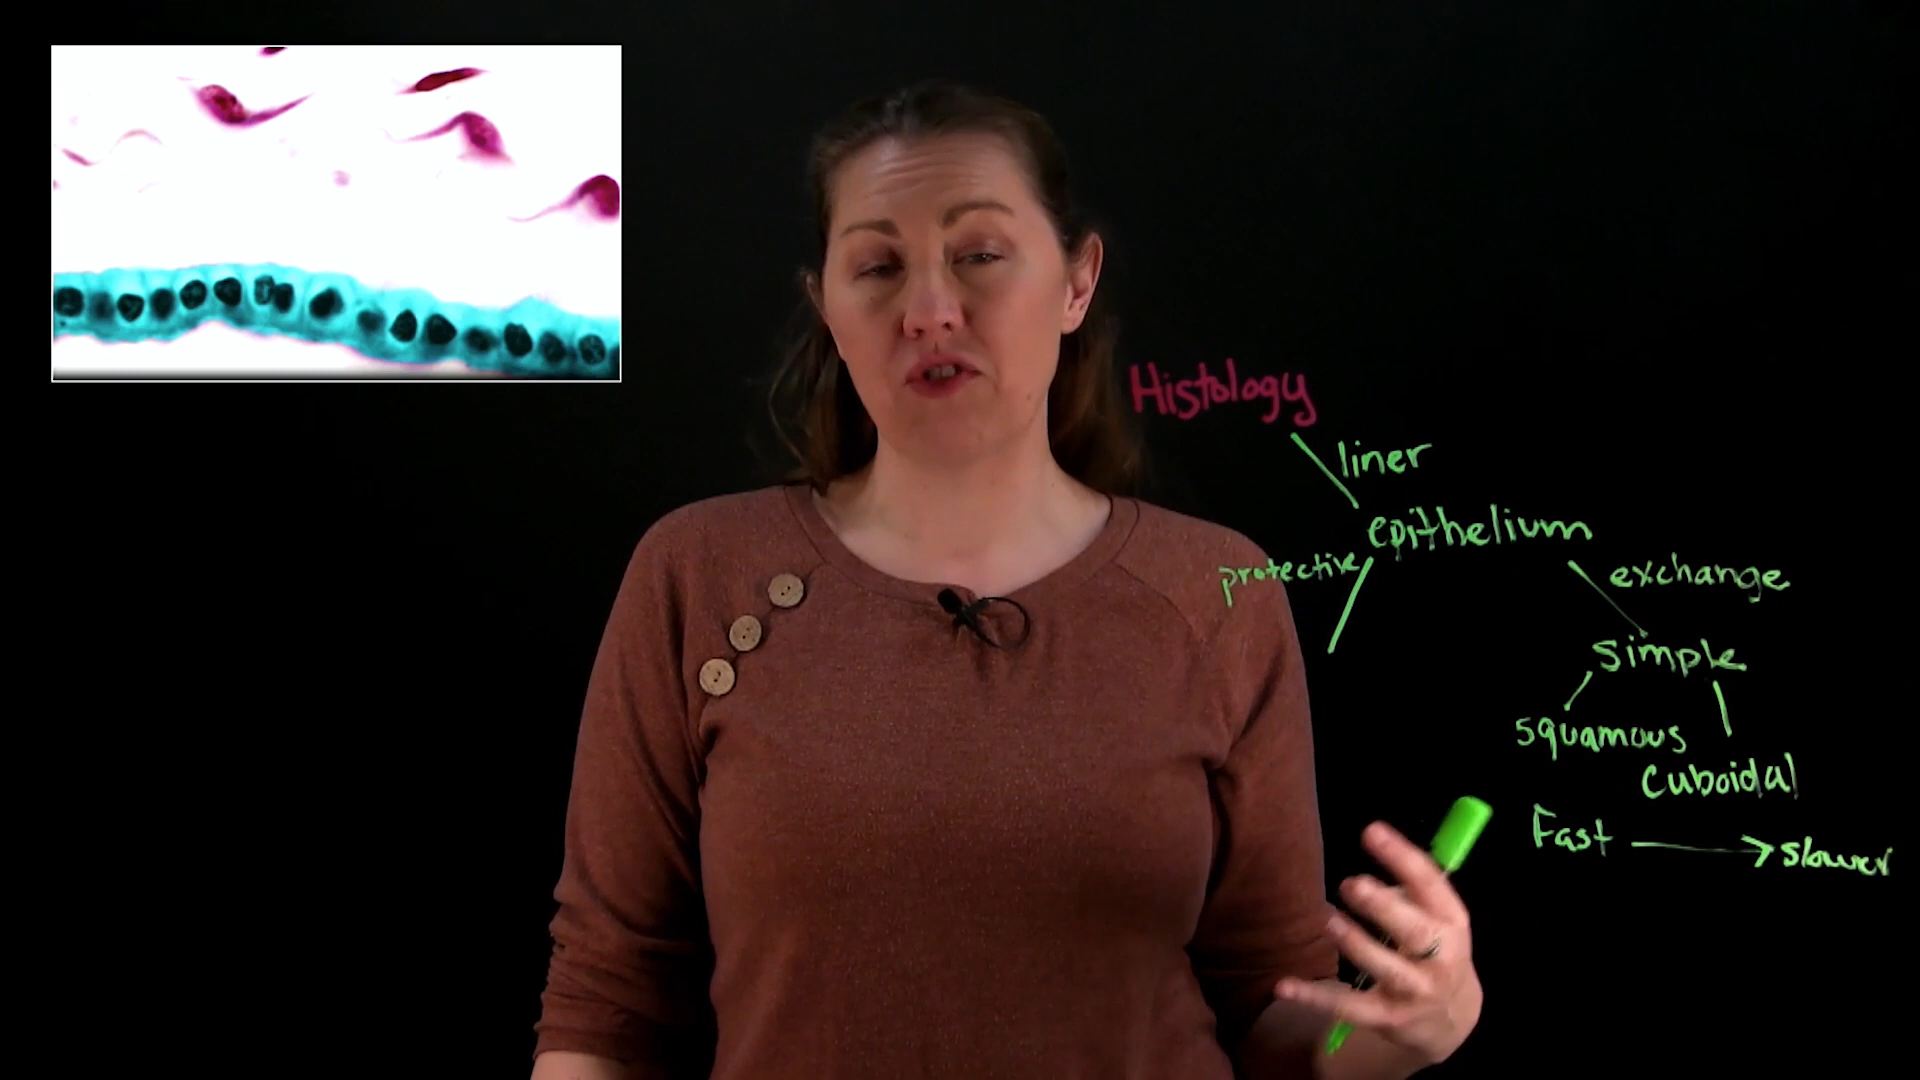 Histology
liner
epithelium
protective
exchange
simple
squamous
cuboidal
Fast → slower